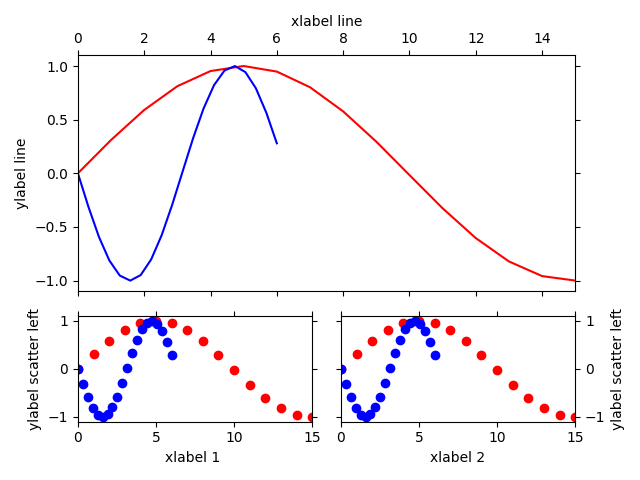 xlabel line
0 2 4 6 8 10 12 14
ylabel line
1.0
0.5
0.0
−0.5
−1.0
ylabel scatter left
1
0
−1
0 5 10 15
xlabel 1
0 5 10 15
xlabel 2
1
0
−1
ylabel scatter left